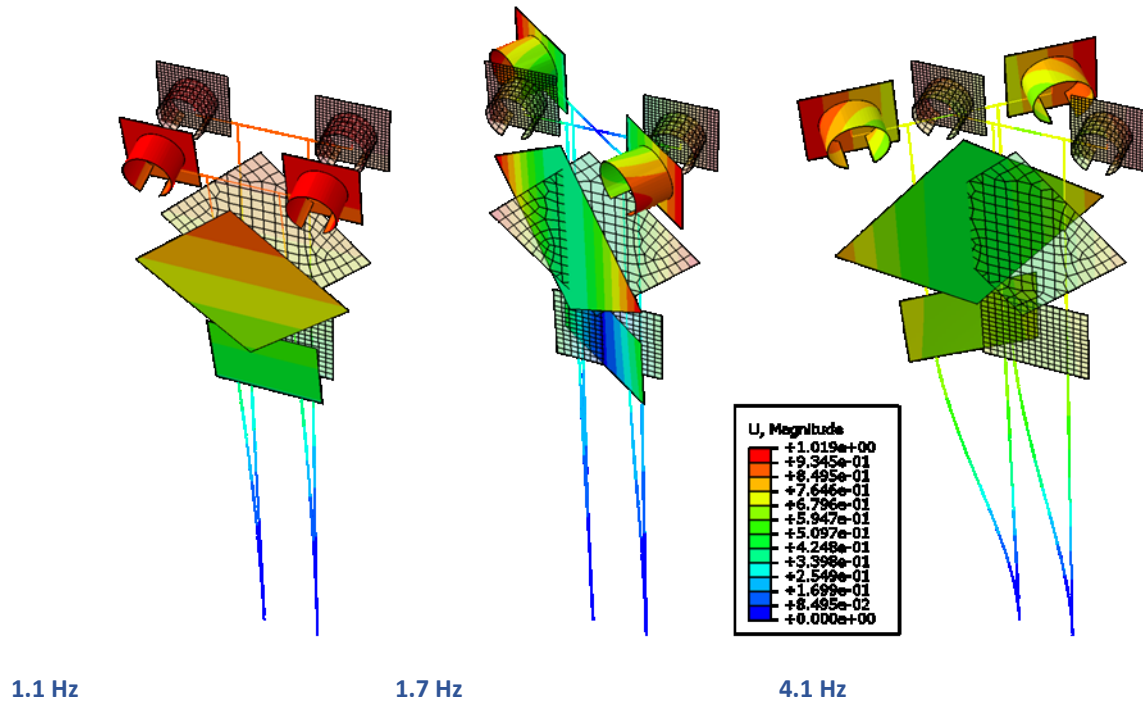 U, Magnitude
+1.019e+00
+9.345e-01
+8.495e-01
+7.646e-01
+6.796e-01
+5.947e-01
+5.097e-01
+4.248e-01
+3.398e-01
+2.549e-01
+1.699e-01
+8.495e-02
+0.000e+00
1.1 Hz
1.7 Hz
4.1 Hz